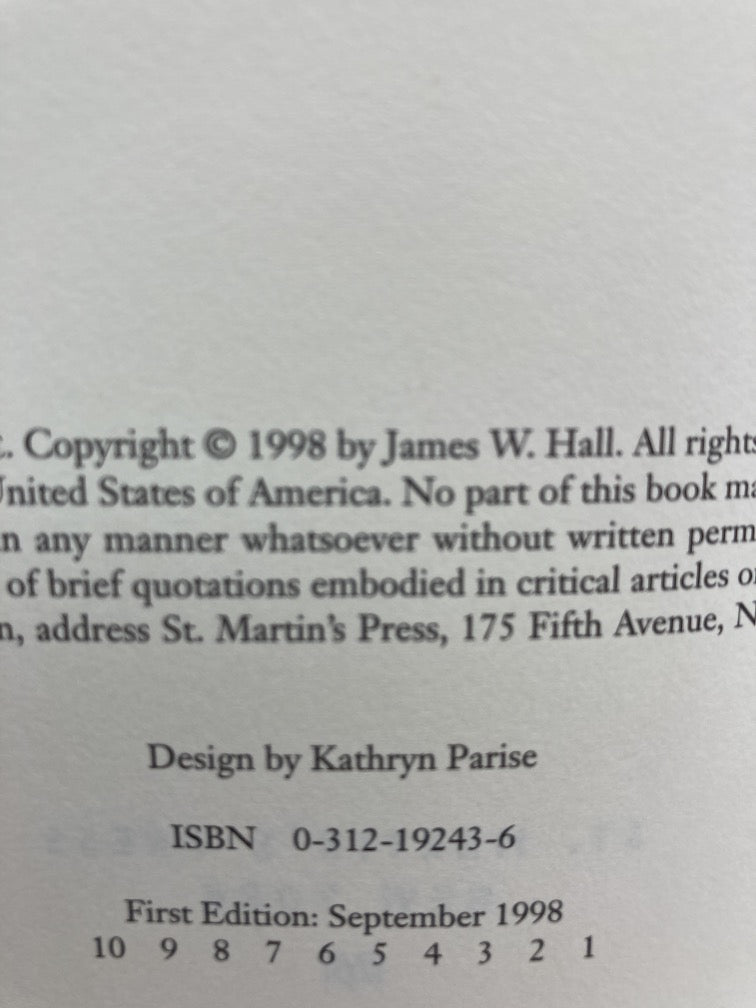 . Copyright © 1998 by James W. Hall. All rights
United States of America. No part of this book ma
n any manner whatsoever without written perm
of brief quotations embodied in critical articles o
n, address St. Martin's Press, 175 Fifth Avenue, N
Design by Kathryn Parise
ISBN 0-312-19243-6
First Edition: September 1998
10 9 8 7 6 5 4 3 2 1